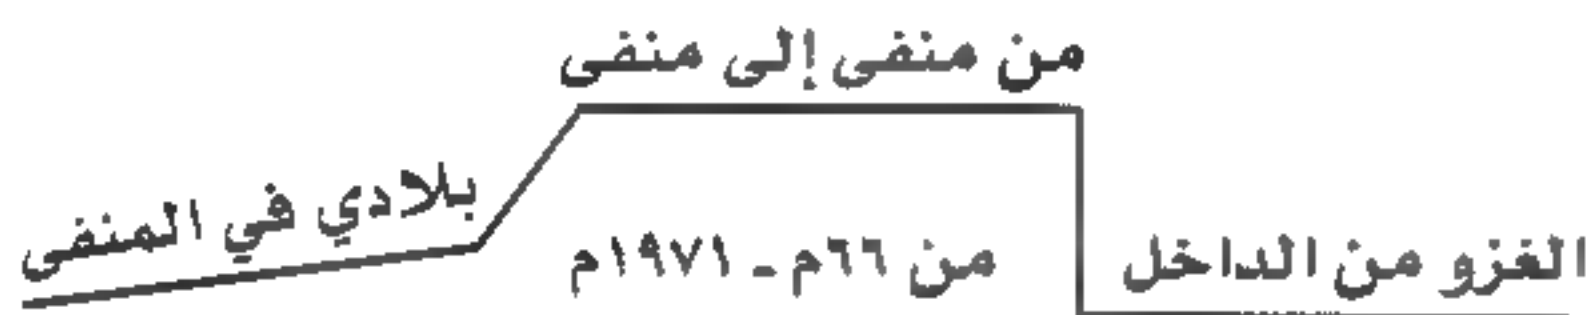 من منفى إلى منفى
بلادي في المنفى
من ٦٦م - ١٩٧١م
الغزو من الداخل